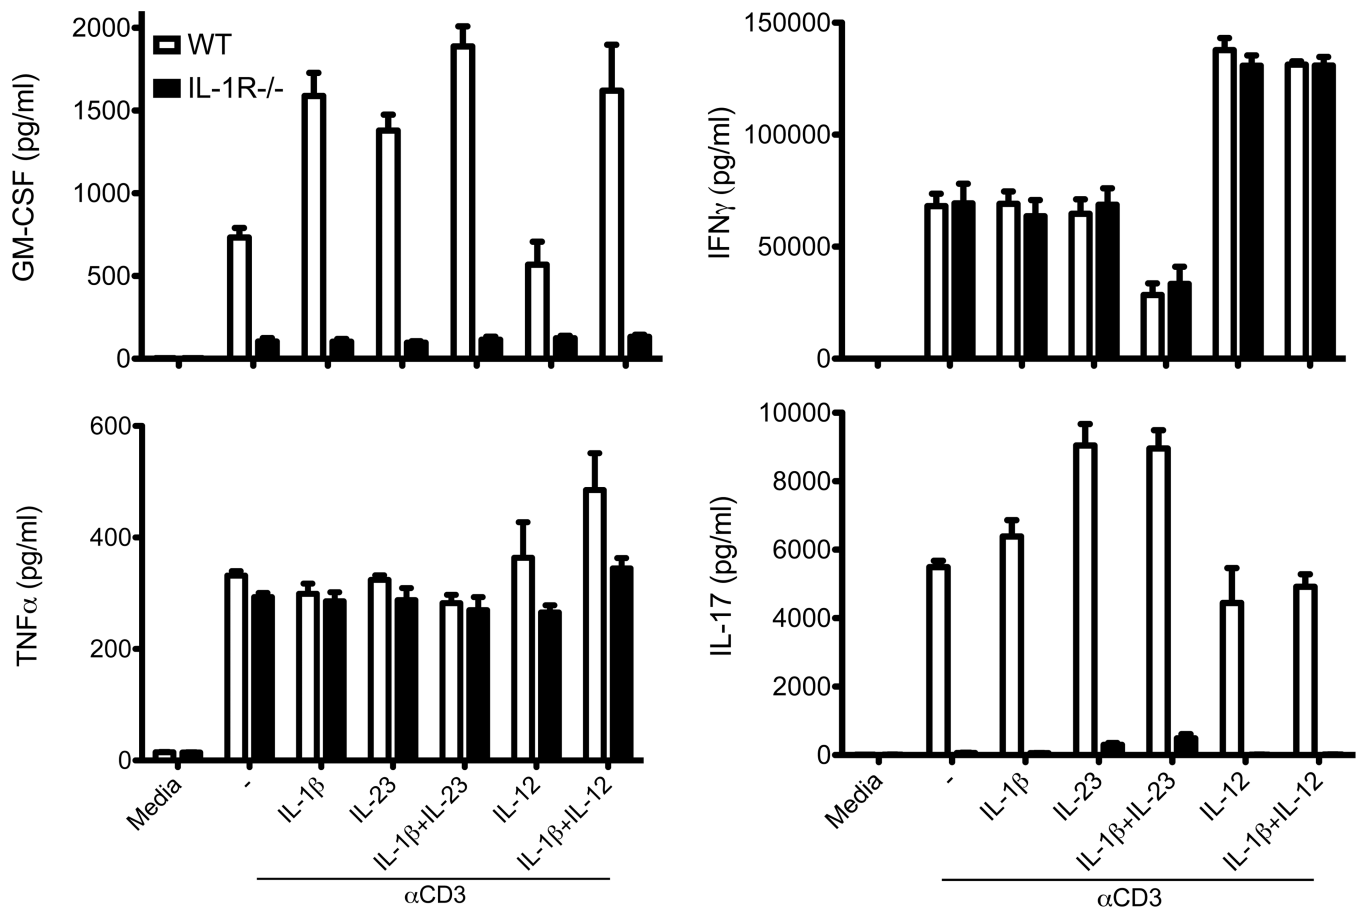 GM-CSF (pg/ml)
2000
1500
1000
500
0
WT
IL-1R-/-
IFNγ (pg/ml)
150000
100000
50000
0
TNFα (pg/ml)
600
400
200
0
Media
-
IL-1β
IL-23
IL-1β+IL-23
IL-12
IL-1β+IL-12
αCD3
IL-17 (pg/ml)
10000
8000
6000
4000
2000
0
Media
-
IL-1β
IL-23
IL-1β+IL-23
IL-12
IL-1β+IL-12
αCD3